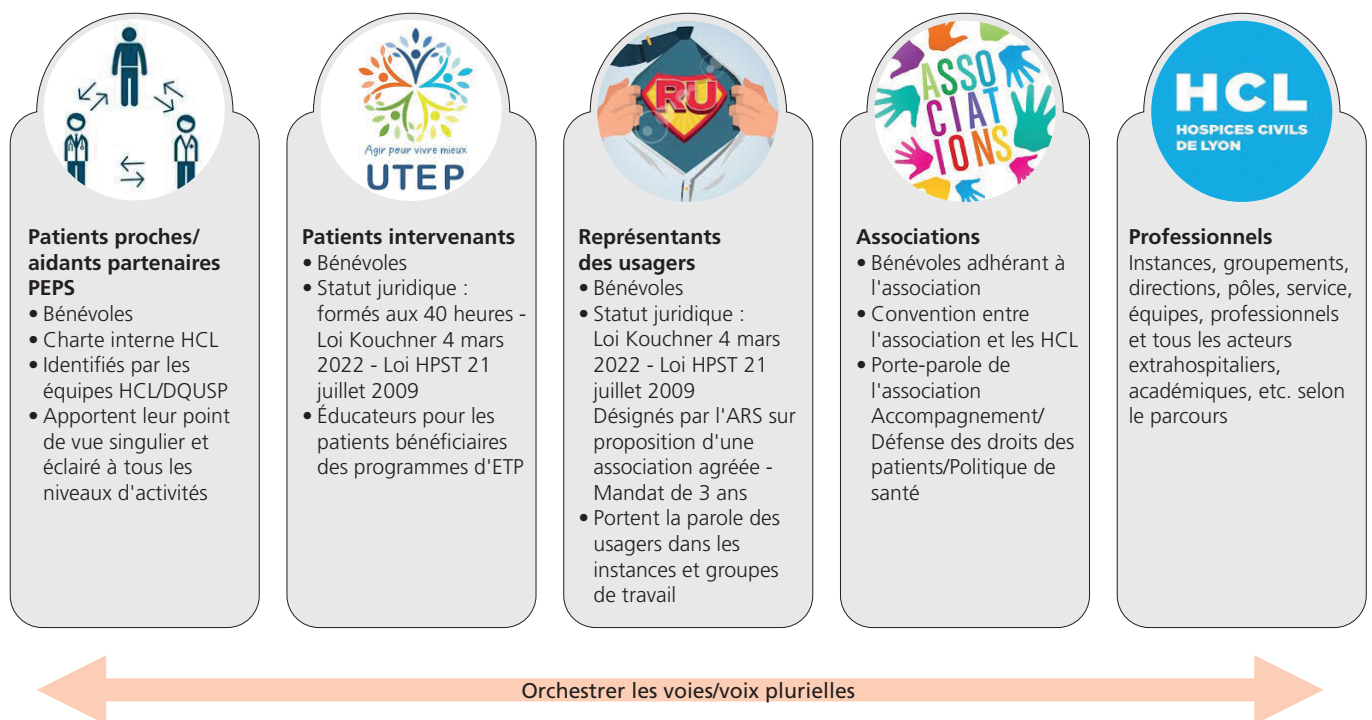 Agir pour vivre mieux
UTEP
RU
ASSO
CIAT
IONS
HCL
HOSPICES CIVILS
DE LYON
Patients proches/
aidants partenaires
PEPS
• Bénévoles
• Charte interne HCL
• Identifiés par les
équipes HCL/DQUSP
• Apportent leur point
de vue singulier et
éclairé à tous les
niveaux d'activités
Patients intervenants
• Bénévoles
• Statut juridique :
formés aux 40 heures -
Loi Kouchner 4 mars
2022 - Loi HPST 21
juillet 2009
• Éducateurs pour les
patients bénéficiaires
des programmes d'ETP
Représentants
des usagers
• Bénévoles
• Statut juridique :
Loi Kouchner 4 mars
2022 - Loi HPST 21
juillet 2009
Désignés par l'ARS sur
proposition d'une
association agréée -
Mandat de 3 ans
• Portent la parole des
usagers dans les
instances et groupes
de travail
Associations
• Bénévoles adhérant à
l'association
• Convention entre
l'association et les HCL
• Porte-parole de
l'association
Accompagnement/
Défense des droits des
patients/Politique de
santé
Professionnels
Instances, groupements,
directions, pôles, service,
équipes, professionnels
et tous les acteurs
extrahospitaliers,
académiques, etc. selon
le parcours
Orchestrer les voies/voix plurielles